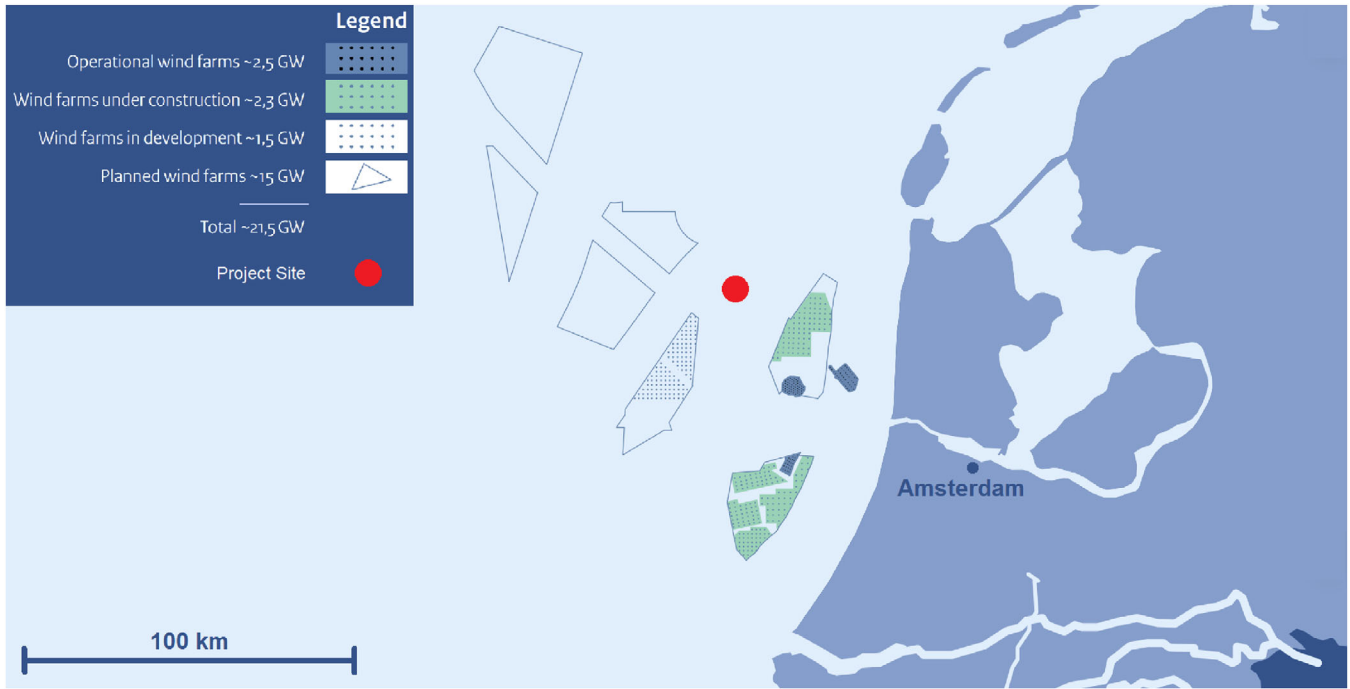 Legend
Operational wind farms ~2,5 GW
Wind farms under construction ~2,3 GW
Wind farms in development ~1,5 GW
Planned wind farms ~15 GW
Total ~21,5 GW
Project Site
Amsterdam
100 km